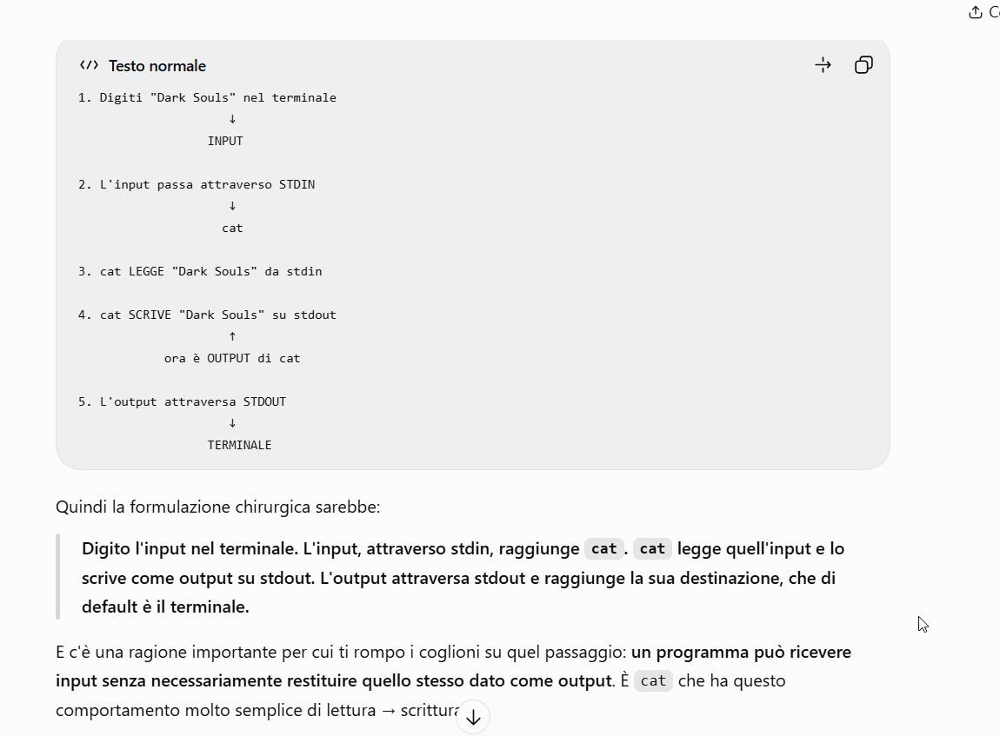 Testo normale
1. Digiti "Dark Souls" nel terminale
↓
INPUT
2. L'input passa attraverso STDIN
↓
cat
3. cat LEGGE "Dark Souls" da stdin
4. cat SCRIVE "Dark Souls" su stdout
↑
ora è OUTPUT di cat
5. L'output attraversa STDOUT
↓
TERMINALE
Quindi la formulazione chirurgica sarebbe:
Digito l'input nel terminale. L'input, attraverso stdin, raggiunge cat. cat legge quell'input e lo
scrive come output su stdout. L'output attraversa stdout e raggiunge la sua destinazione, che di
default è il terminale.
E c'è una ragione importante per cui ti rompo i coglioni su quel passaggio: un programma può ricevere
input senza necessariamente restituire quello stesso dato come output. È cat che ha questo
comportamento molto semplice di lettura → scrittura